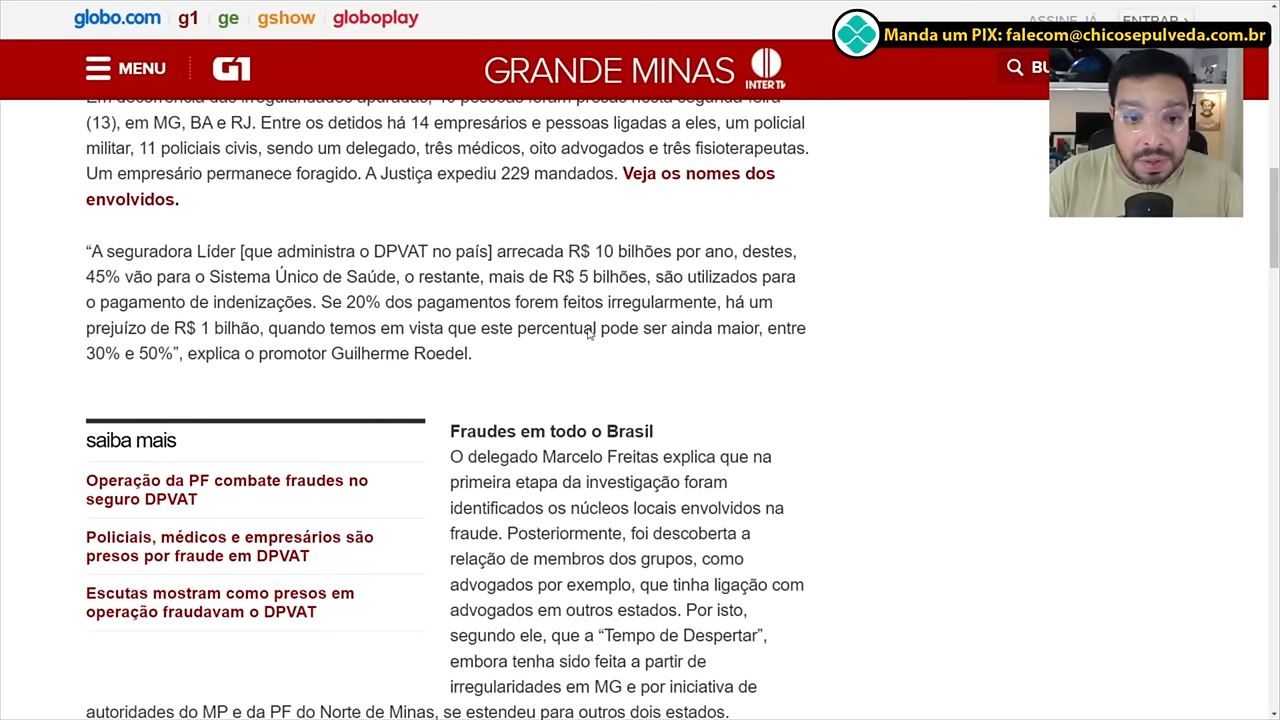 globo.com g1 ge gshow globoplay
ASSINE JÁ ENTRAR ›
Manda um PIX: falecom@chicosepulveda.com.br
MENU G1 GRANDE MINAS INTER TV BU
(13), em MG, BA e RJ. Entre os detidos há 14 empresários e pessoas ligadas a eles, um policial
militar, 11 policiais civis, sendo um delegado, três médicos, oito advogados e três fisioterapeutas.
Um empresário permanece foragido. A Justiça expediu 229 mandados. Veja os nomes dos
envolvidos.
“A seguradora Líder [que administra o DPVAT no país] arrecada R$ 10 bilhões por ano, destes,
45% vão para o Sistema Único de Saúde, o restante, mais de R$ 5 bilhões, são utilizados para
o pagamento de indenizações. Se 20% dos pagamentos forem feitos irregularmente, há um
prejuízo de R$ 1 bilhão, quando temos em vista que este percentual pode ser ainda maior, entre
30% e 50%”, explica o promotor Guilherme Roedel.
saiba mais
Operação da PF combate fraudes no
seguro DPVAT
Policiais, médicos e empresários são
presos por fraude em DPVAT
Escutas mostram como presos em
operação fraudavam o DPVAT
Fraudes em todo o Brasil
O delegado Marcelo Freitas explica que na
primeira etapa da investigação foram
identificados os núcleos locais envolvidos na
fraude. Posteriormente, foi descoberta a
relação de membros dos grupos, como
advogados por exemplo, que tinha ligação com
advogados em outros estados. Por isto,
segundo ele, que a “Tempo de Despertar”,
embora tenha sido feita a partir de
irregularidades em MG e por iniciativa de
autoridades do MP e da PF do Norte de Minas, se estendeu para outros dois estados.